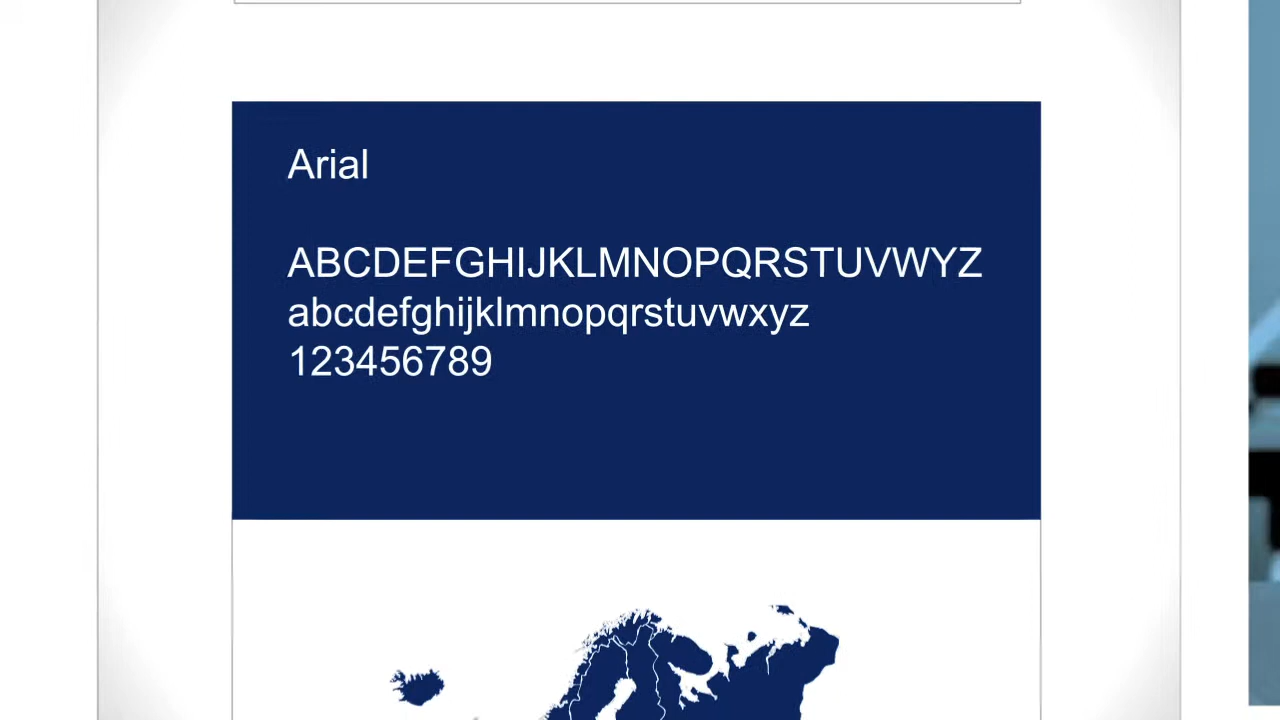 Arial
ABCDEFGHIJKLMNOPQRSTUVWYZ
abcdefghijklmnopqrstuvwxyz
123456789